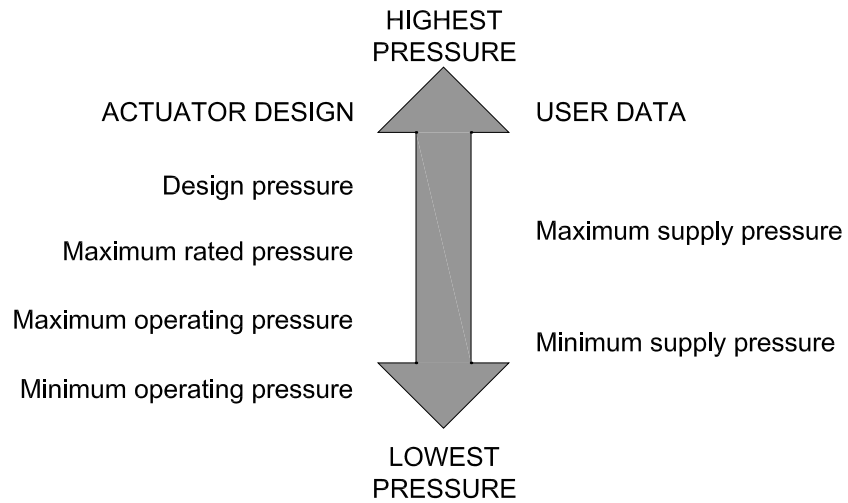 HIGHEST
PRESSURE
ACTUATOR DESIGN
USER DATA
Design pressure
Maximum supply pressure
Maximum rated pressure
Maximum operating pressure
Minimum supply pressure
Minimum operating pressure
LOWEST
PRESSURE